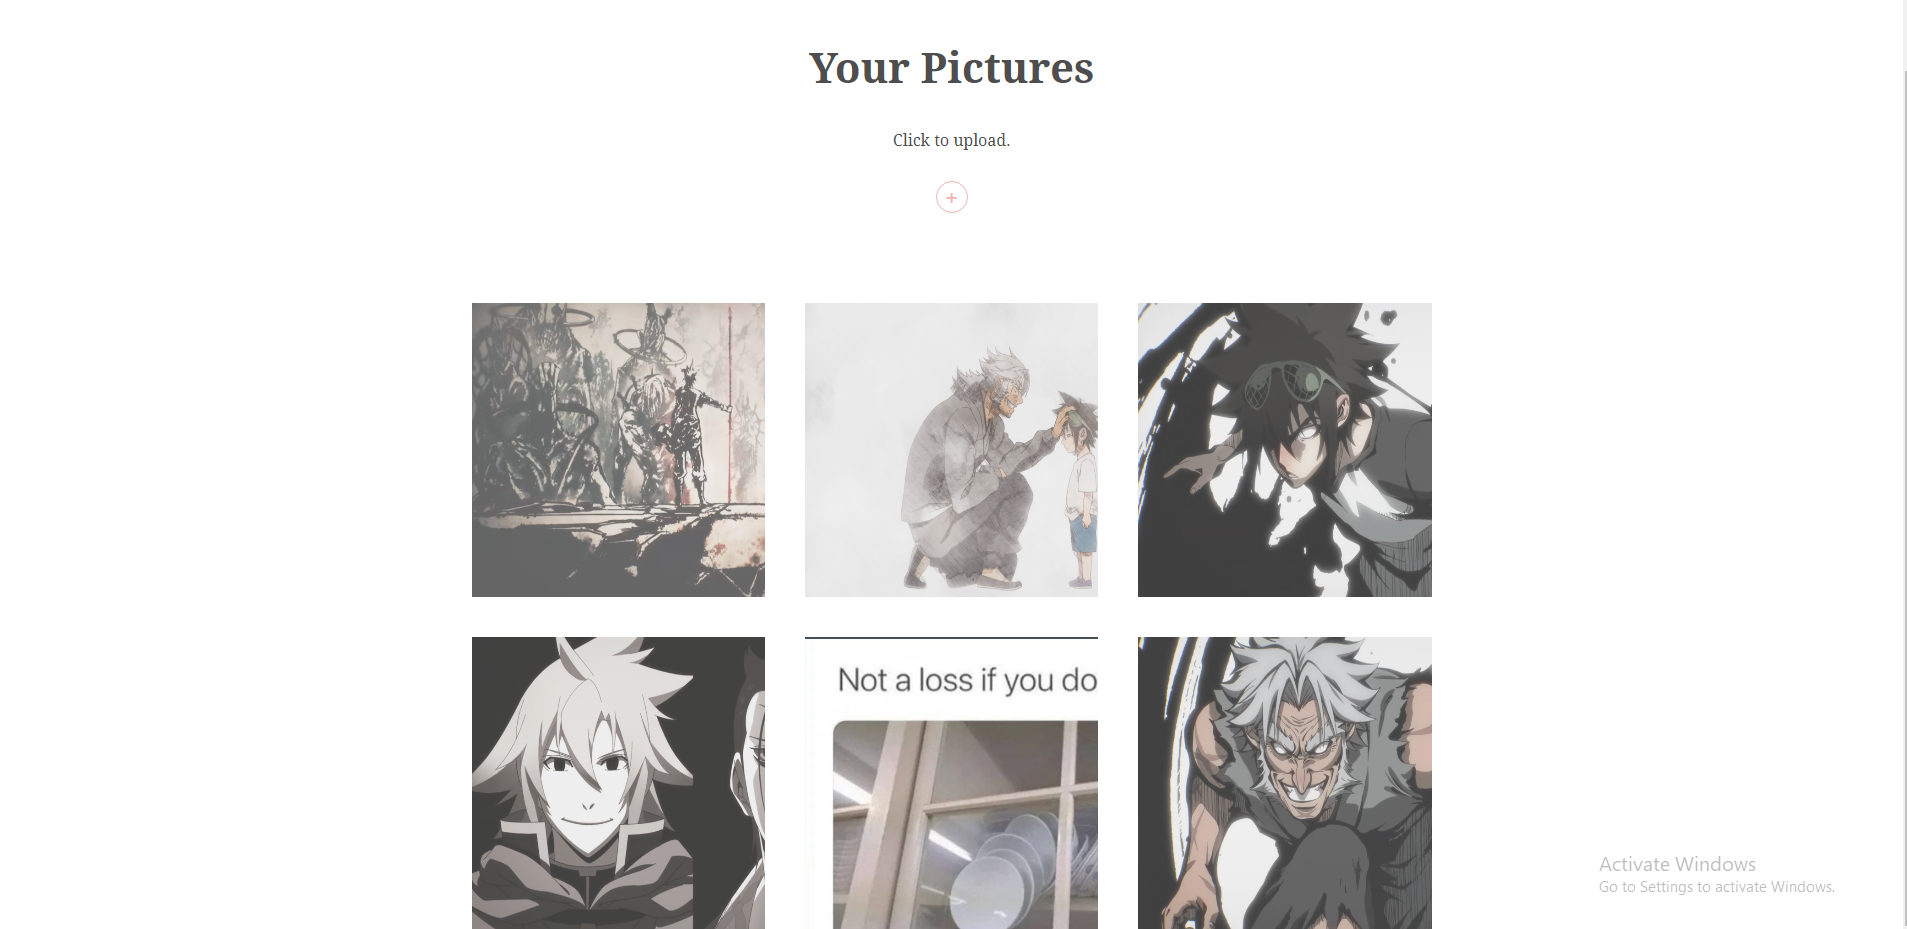 Your Pictures
Click to upload.
+
Not a loss if you do
Activate Windows
Go to Settings to activate Windows.